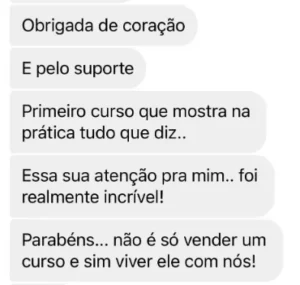 Obrigada de coração
E pelo suporte
Primeiro curso que mostra na
prática tudo que diz..
Essa sua atenção pra mim.. foi
realmente incrível!
Parabéns... não é só vender um
curso e sim viver ele com nós!